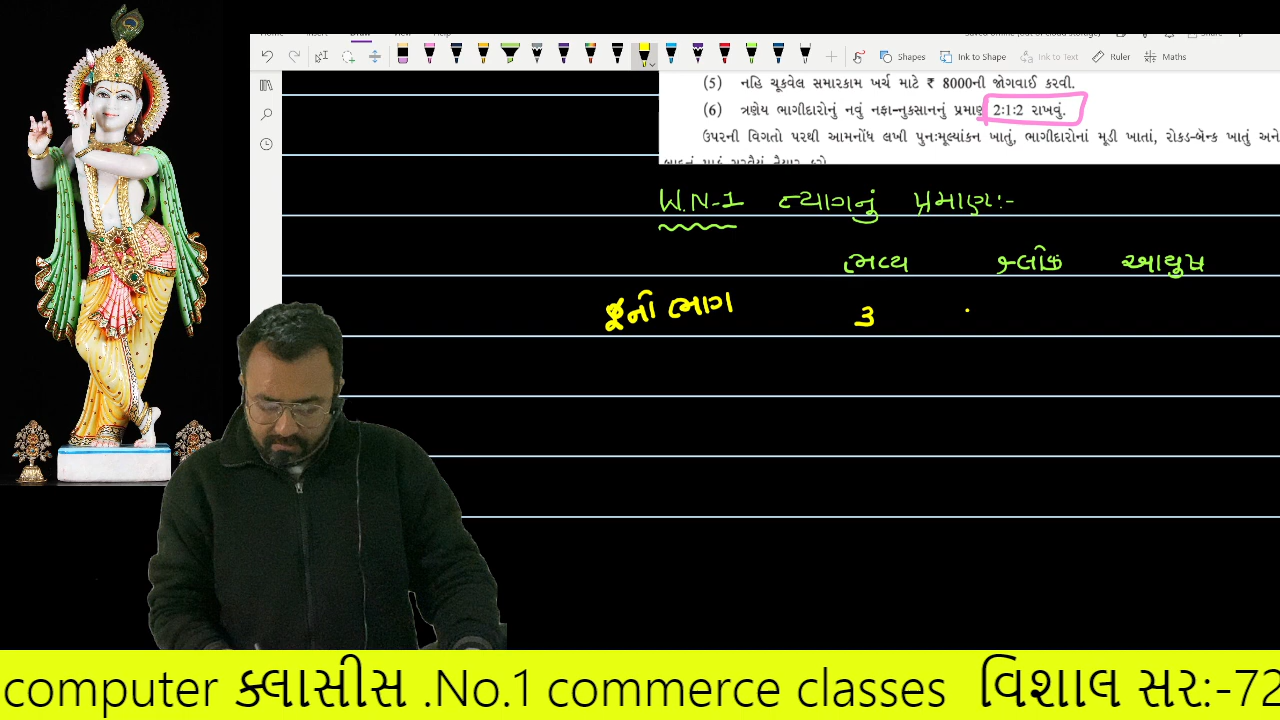 Shapes Ink to Shape Ink to Text Ruler Maths
(5) નહિ ચૂકવેલ સમારકામ ખર્ચ માટે ₹ 8000ની જોગવાઈ કરવી.
(6) ત્રણેય ભાગીદારોનું નવું નફા-નુકસાનનું પ્રમાણ 2:1:2 રાખવું.
ઉપરની વિગતો પરથી આમનોંધ લખી પુનઃમૂલ્યાંકન ખાતું, ભાગીદારોનાં મૂડી ખાતાં, રોકડ-બૅન્ક ખાતું અને
W.N-1 ત્યાગનું પ્રમાણ:-
ભવ્ય શ્લોક આયુષ
જૂનો ભાગ ૩
computer ક્લાસીસ .No.1 commerce classes વિશાલ સર:-72